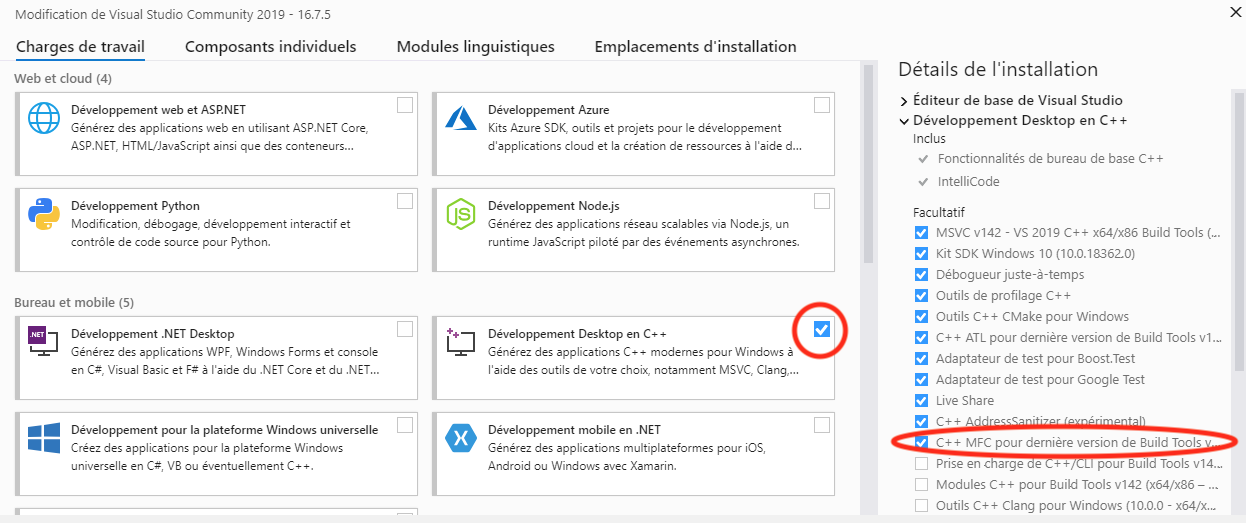 Modification de Visual Studio Community 2019 - 16.7.5
Charges de travail
Composants individuels
Modules linguistiques
Emplacements d'installation
Web et cloud (4)
Développement web et ASP.NET
Générez des applications web en utilisant ASP.NET Core,
ASP.NET, HTML/JavaScript ainsi que des conteneurs...
Développement Azure
Kits Azure SDK, outils et projets pour le développement
d'applications cloud et la création de ressources à l'aide d...
Développement Python
Modification, débogage, développement interactif et
contrôle de code source pour Python.
Développement Node.js
Générez des applications réseau scalables via Node.js, un
runtime JavaScript piloté par des événements asynchrones.
Bureau et mobile (5)
.NET
Développement .NET Desktop
Générez des applications WPF, Windows Forms et console
en C#, Visual Basic et F# à l'aide du .NET Core et du .NET...
Développement Desktop en C++
Générez des applications C++ modernes pour Windows à
l'aide des outils de votre choix, notamment MSVC, Clang,...
Développement pour la plateforme Windows universelle
Créez des applications pour la plateforme Windows
universelle en C#, VB ou éventuellement C++.
Développement mobile en .NET
Générez des applications multiplateformes pour iOS,
Android ou Windows avec Xamarin.
Détails de l'installation
Éditeur de base de Visual Studio
Développement Desktop en C++
Inclus
Fonctionnalités de bureau de base C++
IntelliCode
Facultatif
MSVC v142 - VS 2019 C++ x64/x86 Build Tools (...
Kit SDK Windows 10 (10.0.18362.0)
Débogueur juste-à-temps
Outils de profilage C++
Outils C++ CMake pour Windows
C++ ATL pour dernière version de Build Tools v1...
Adaptateur de test pour Boost.Test
Adaptateur de test pour Google Test
Live Share
C++ AddressSanitizer (expérimental)
C++ MFC pour dernière version de Build Tools v...
Prise en charge de C++/CLI pour Build Tools v14...
Modules C++ pour Build Tools v142 (x64/x86 – ...
Outils C++ Clang pour Windows (10.0.0 - x64/x...